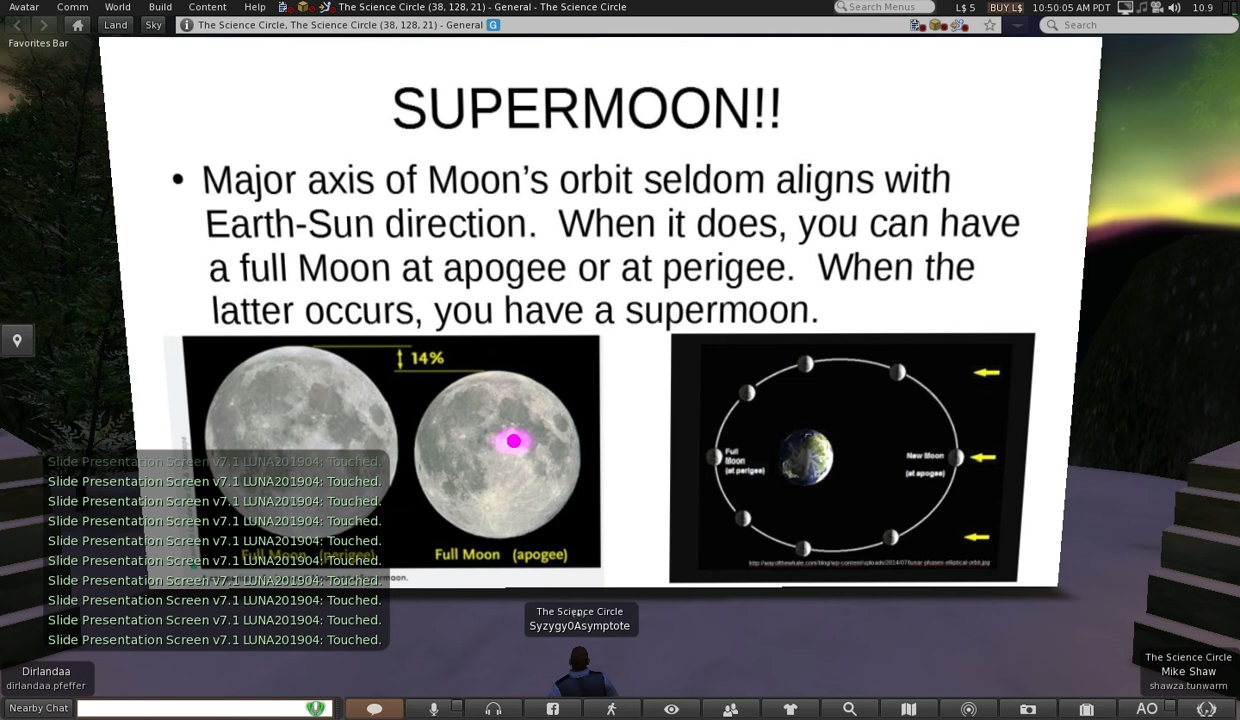 Avatar Comm World Build Content Help The Science Circle (38, 128, 21) - General - The Science Circle Search Menus L$ 5 BUY L$ 10:50:05 AM PDT 10.9
Land Sky The Science Circle, The Science Circle (38, 128, 21) - General G Search
Favorites Bar
SUPERMOON!!
• Major axis of Moon’s orbit seldom aligns with
Earth-Sun direction. When it does, you can have
a full Moon at apogee or at perigee. When the
latter occurs, you have a supermoon.
14%
Full Moon (perigee)
Full Moon (apogee)
Full
Moon
(at perigee)
New Moon
(at apogee)
Slide Presentation Screen v7.1 LUNA201904: Touched.
Slide Presentation Screen v7.1 LUNA201904: Touched.
Slide Presentation Screen v7.1 LUNA201904: Touched.
Slide Presentation Screen v7.1 LUNA201904: Touched.
Slide Presentation Screen v7.1 LUNA201904: Touched.
Slide Presentation Screen v7.1 LUNA201904: Touched.
Slide Presentation Screen v7.1 LUNA201904: Touched.
Slide Presentation Screen v7.1 LUNA201904: Touched.
Slide Presentation Screen v7.1 LUNA201904: Touched.
Slide Presentation Screen v7.1 LUNA201904: Touched.
The Science Circle
Syzygy0Asymptote
Dirlandaa
dirlandaa.pfeffer
The Science Circle
Mike Shaw
shawza.tunwarm
Nearby Chat
AO